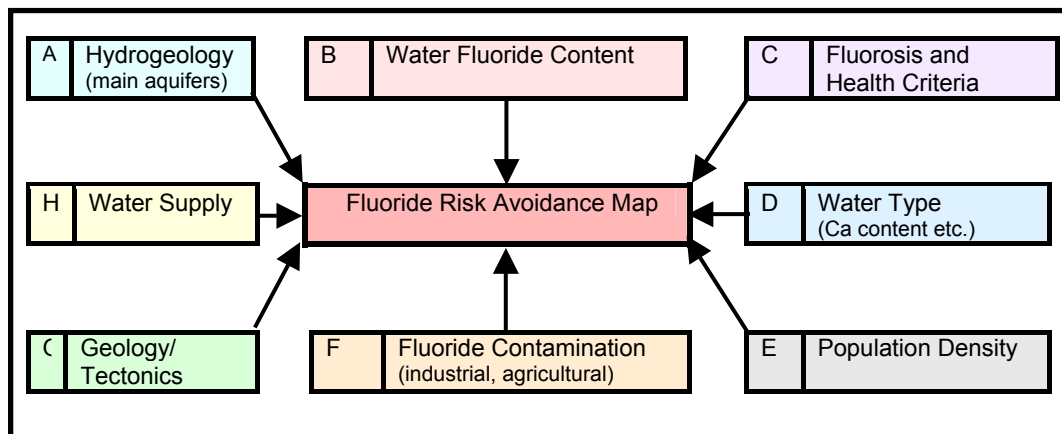 A Hydrogeology
(main aquifers)
B Water Fluoride Content
C Fluorosis and
Health Criteria
H Water Supply
Fluoride Risk Avoidance Map
D Water Type
(Ca content etc.)
Geology/
Tectonics
F Fluoride Contamination
(industrial, agricultural)
E Population Density